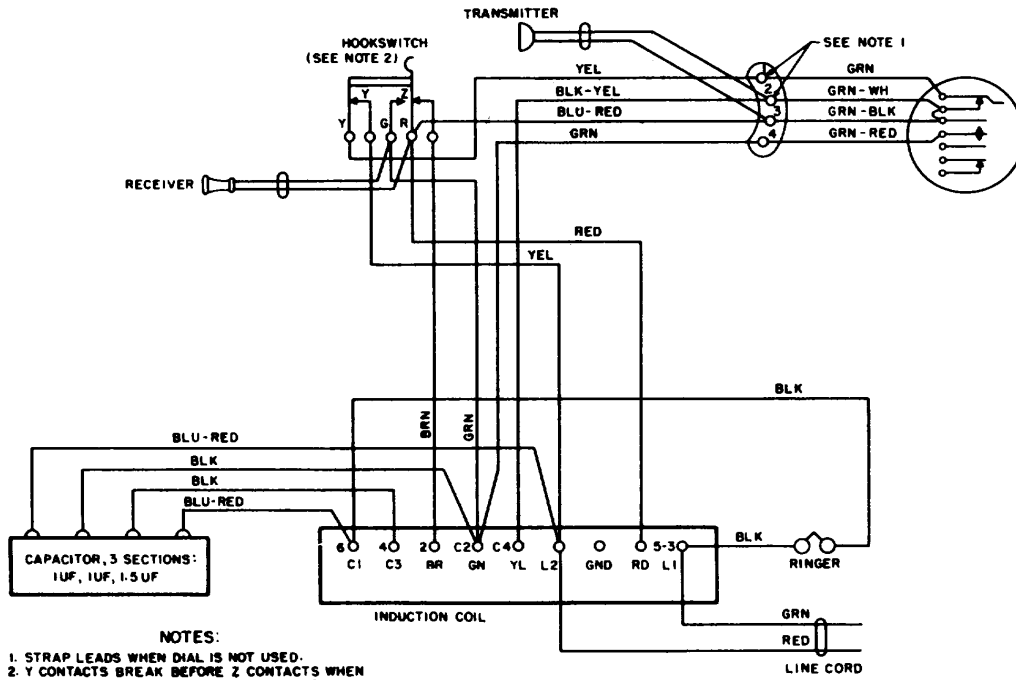 TRANSMITTER
HOOKSWITCH
(SEE NOTE 2)
SEE NOTE 1
YEL
1
GRN
Y
Z
BLK-YEL
2
GRN-WH
Y
G
R
BLU-RED
3
GRN-BLK
GRN
4
GRN-RED
RECEIVER
RED
YEL
BLK
BRN
GRN
BLU-RED
BLK
BLK
BLU-RED
CAPACITOR, 3 SECTIONS:
1UF, 1UF, 1.5UF
6 4 2 C2 C4 5-3
C1 C3 BR GN YL L2 GND RD L1
BLK
RINGER
INDUCTION COIL
GRN
RED
LINE CORD
NOTES:
1. STRAP LEADS WHEN DIAL IS NOT USED.
2. Y CONTACTS BREAK BEFORE Z CONTACTS WHEN